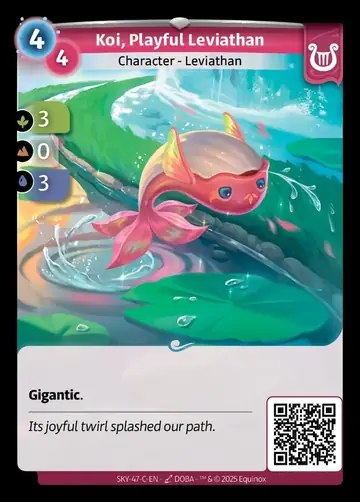 4
4
Koi, Playful Leviathan
Character - Leviathan
3
0
3
Gigantic.
Its joyful twirl splashed our path.
SKY-47-C-EN - DOBA - ™ & © 2025 Equinox